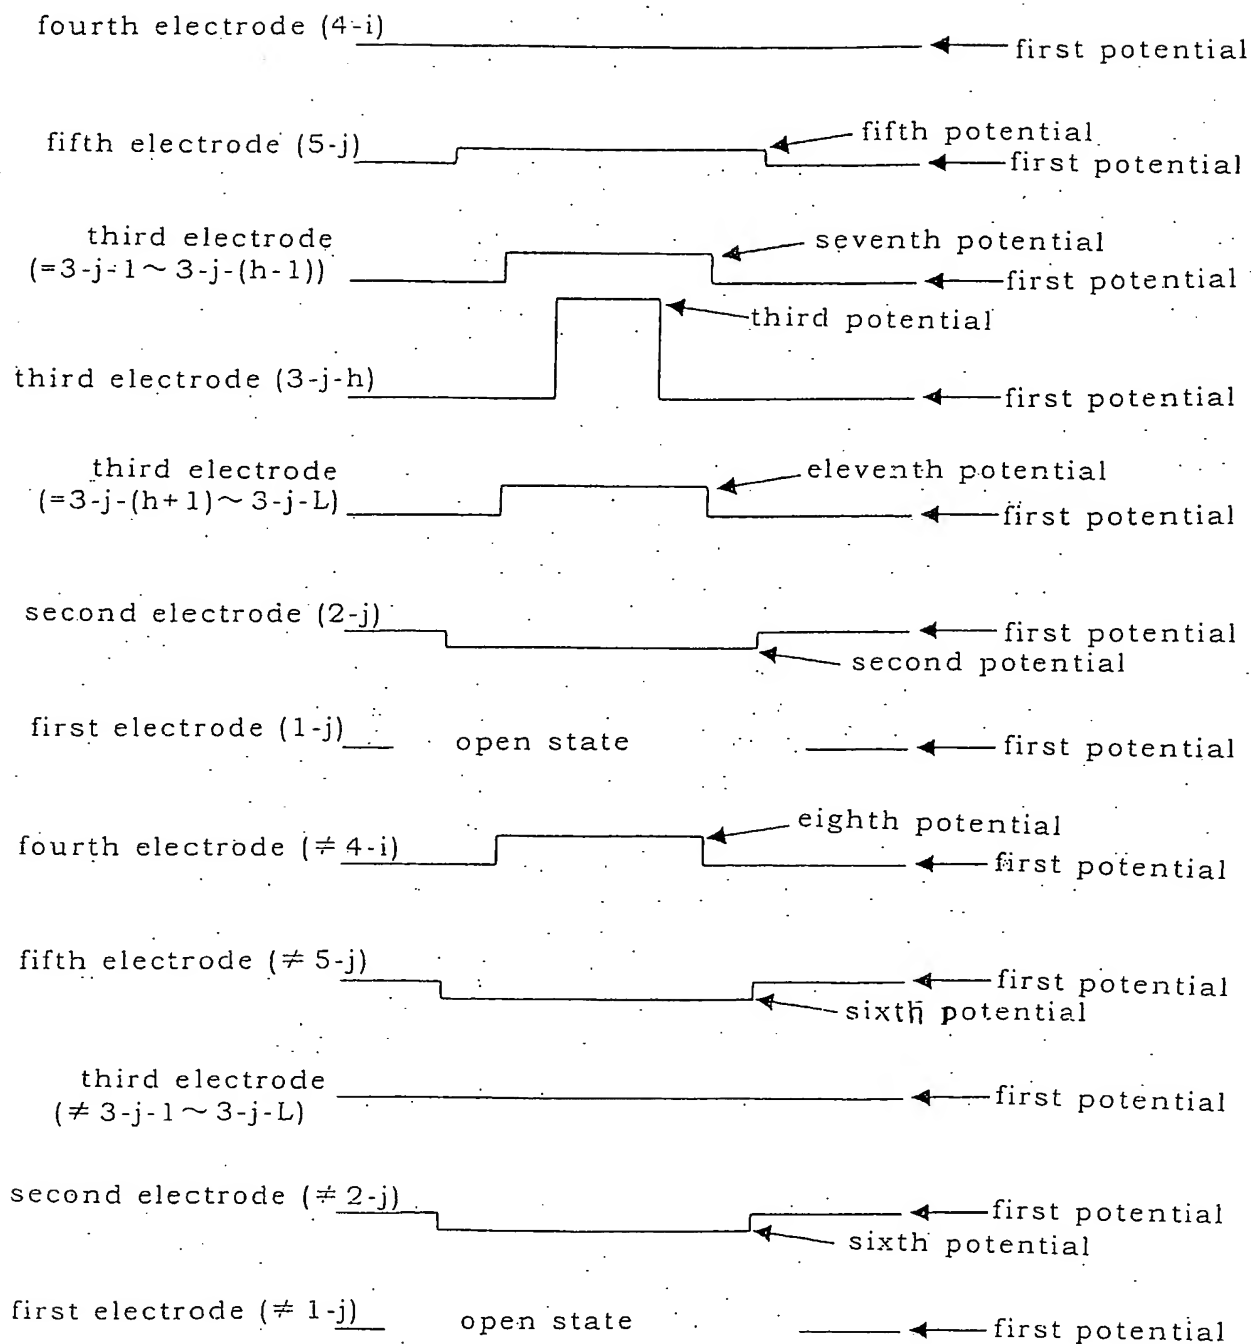 fourth electrode (4-i)
first potential
fifth electrode (5-j)
fifth potential
first potential
third electrode
(=3-j-1～3-j-(h-1))
seventh potential
first potential
third potential
third electrode (3-j-h)
first potential
third electrode
(=3-j-(h+1)～3-j-L)
eleventh potential
first potential
second electrode (2-j)
first potential
second potential
first electrode (1-j)
open state
first potential
eighth potential
fourth electrode (≠4-i)
first potential
fifth electrode (≠5-j)
first potential
sixth potential
third electrode
(≠3-j-1～3-j-L)
first potential
second electrode (≠2-j)
first potential
sixth potential
first electrode (≠1-j)
open state
first potential